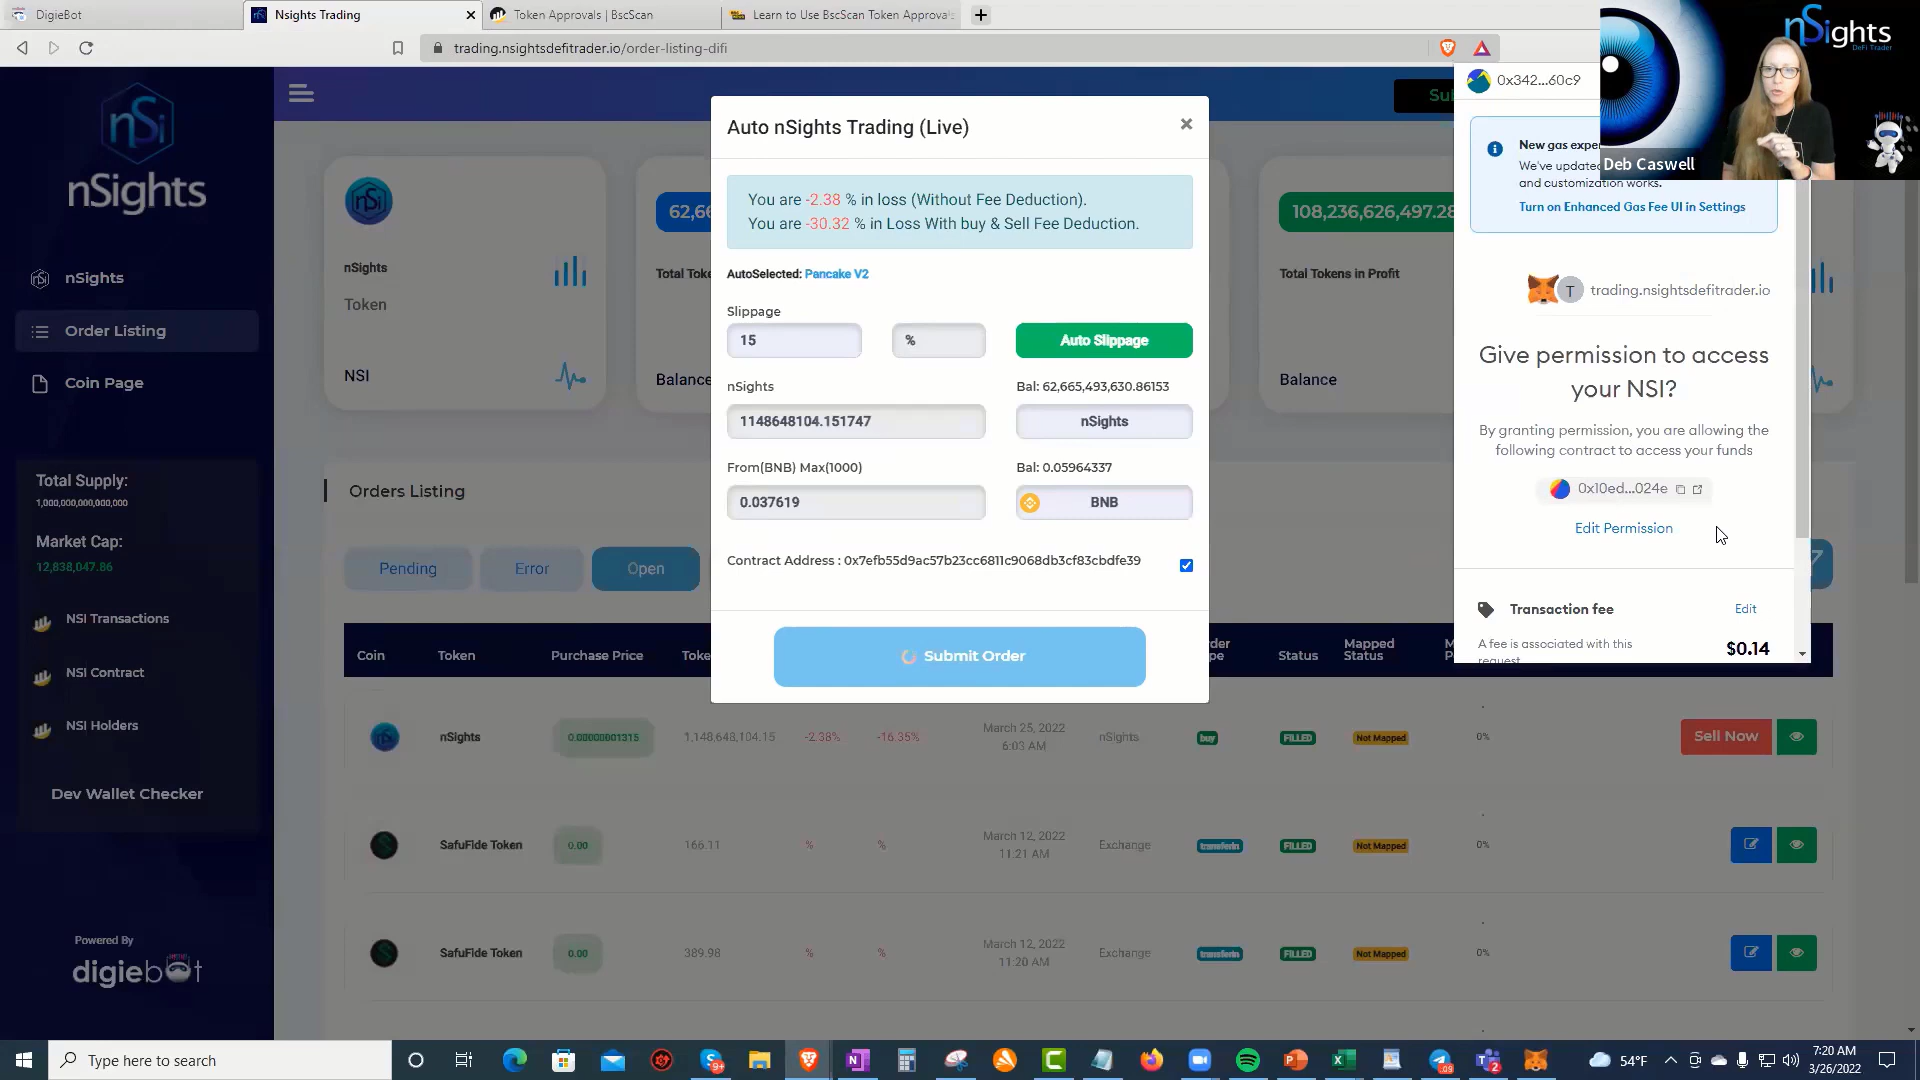 DigieBot
Nsights Trading
Token Approvals | BscScan
Learn to Use BscScan Token Approvals
trading.nsightsdefitrader.io/order-listing-difi
nSights
DeFi Trader
Deb Caswell
nSi
nSights
nSights
Order Listing
Coin Page
Total Supply:
1,000,000,000,000,000
Market Cap:
12,838,047.86
NSI Transactions
NSI Contract
NSI Holders
Dev Wallet Checker
Powered By
digiebot
nSights
Token
NSI
62,66
Total Toke
Balance
108,236,626,497.28
Total Tokens in Profit
Balance
Su
Orders Listing
Pending
Error
Open
Auto nSights Trading (Live)
×
You are -2.38 % in loss (Without Fee Deduction).
You are -30.32 % in Loss With buy & Sell Fee Deduction.
AutoSelected: Pancake V2
Slippage
15
%
Auto Slippage
nSights
Bal: 62,665,493,630.86153
1148648104.151747
nSights
From(BNB) Max(1000)
Bal: 0.05964337
0.037619
BNB
Contract Address : 0x7efb55d9ac57b23cc6811c9068db3cf83cbdfe39
Submit Order
0x342...60c9
New gas expe
We've update
and customization works.
Turn on Enhanced Gas Fee UI in Settings
T
trading.nsightsdefitrader.io
Give permission to access
your NSI?
By granting permission, you are allowing the
following contract to access your funds
0x10ed...024e
Edit Permission
Transaction fee
Edit
A fee is associated with this
request.
$0.14
Coin
Token
Purchase Price
Toke
rder
pe
Status
Mapped
Status
nSights
0.00000001315
1,148,648,104.15
-2.38%
-16.35%
March 25, 2022
6:03 AM
nSights
buy
FILLED
Not Mapped
0%
Sell Now
SafuFide Token
0.00
166.11
%
%
March 12, 2022
11:21 AM
Exchange
transferin
FILLED
Not Mapped
0%
SafuFide Token
0.00
389.98
%
%
March 12, 2022
11:20 AM
Exchange
transferin
FILLED
Not Mapped
0%
Type here to search
54°F
7:20 AM
3/26/2022